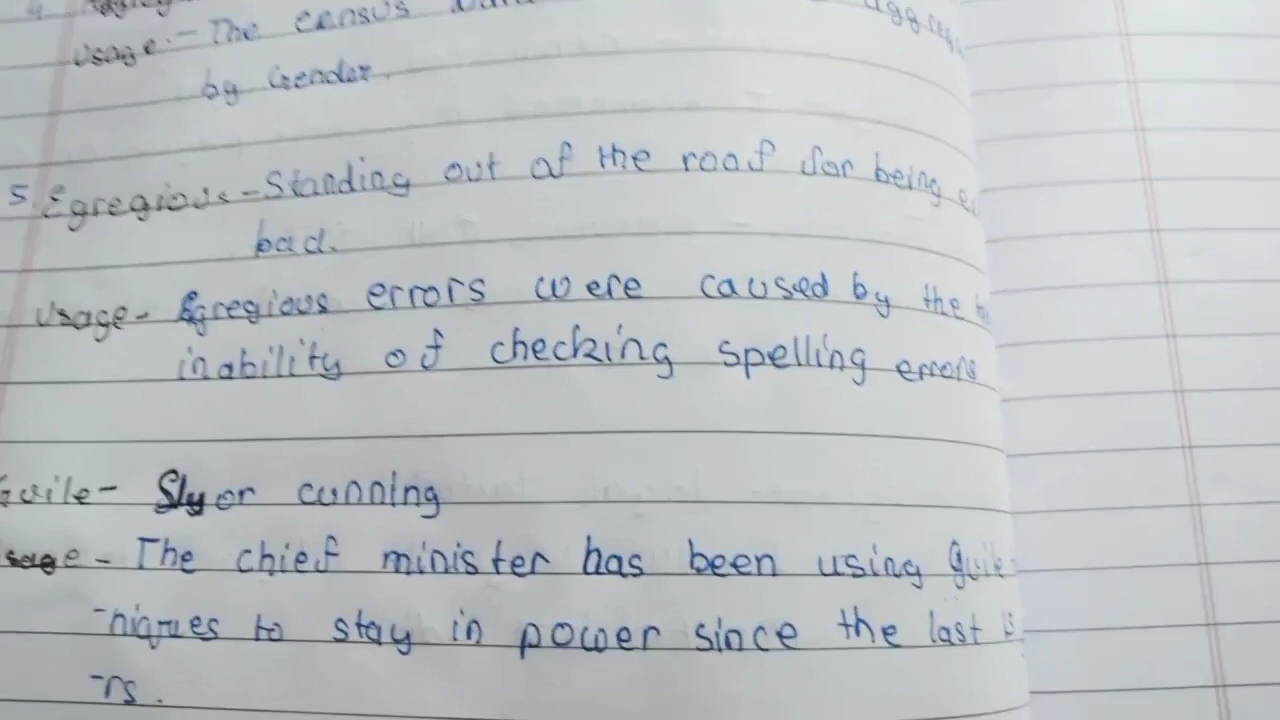 Usage:- The census
by Gender.
5. Egregious - Standing out of the roof for being
bad.
Usage - Egregious errors were caused by the
inability of checking spelling errors
Guile - Sly or cunning
sage - The chief minister has been using guile
-niques to stay in power since the last
-rs.